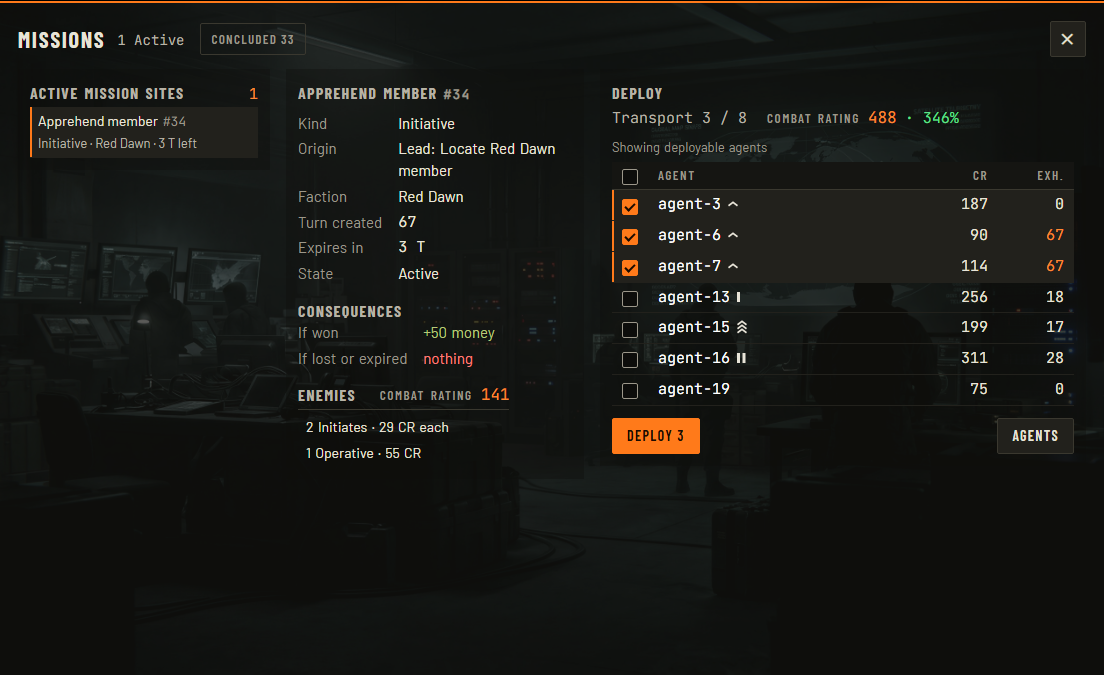 MISSIONS 1 Active CONCLUDED 33
ACTIVE MISSION SITES 1
Apprehend member #34
Initiative · Red Dawn · 3 T left
APPREHEND MEMBER #34
Kind Initiative
Origin Lead: Locate Red Dawn
member
Faction Red Dawn
Turn created 67
Expires in 3 T
State Active
CONSEQUENCES
If won +50 money
If lost or expired nothing
ENEMIES COMBAT RATING 141
2 Initiates · 29 CR each
1 Operative · 55 CR
DEPLOY
Transport 3 / 8 COMBAT RATING 488 · 346%
Showing deployable agents
AGENT CR EXH.
agent-3 187 0
agent-6 90 67
agent-7 114 67
agent-13 256 18
agent-15 199 17
agent-16 311 28
agent-19 75 0
DEPLOY 3 AGENTS